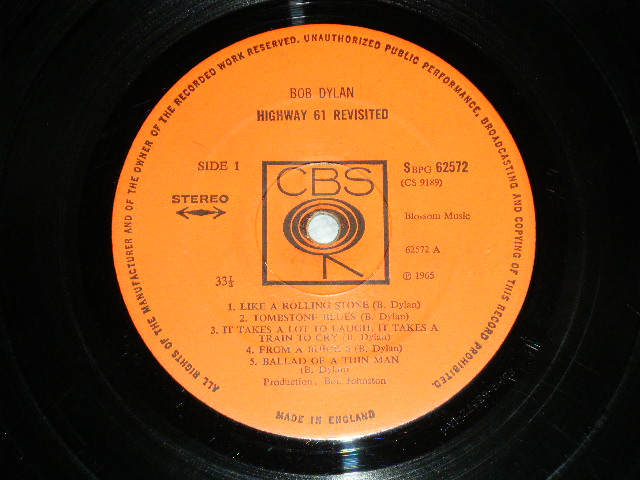 ALL RIGHTS OF THE MANUFACTURER AND OF THE OWNER OF THE RECORDED WORK RESERVED. UNAUTHORIZED PUBLIC PERFORMANCE, BROADCASTING AND COPYING OF THIS RECORD PROHIBITED.
BOB DYLAN
HIGHWAY 61 REVISITED
SIDE 1
SBPG 62572
(CS 9189)
CBS
STEREO
Blossom Music
62572 A
33⅓
℗ 1965
1. LIKE A ROLLING STONE (B. Dylan)
2. TOMESTONE BLUES (B. Dylan)
3. IT TAKES A LOT TO LAUGH, IT TAKES A
TRAIN TO CRY (B. Dylan)
4. FROM A BUICK 6 (B. Dylan)
5. BALLAD OF A THIN MAN
(B. Dylan)
Production: Bob Johnston
MADE IN ENGLAND